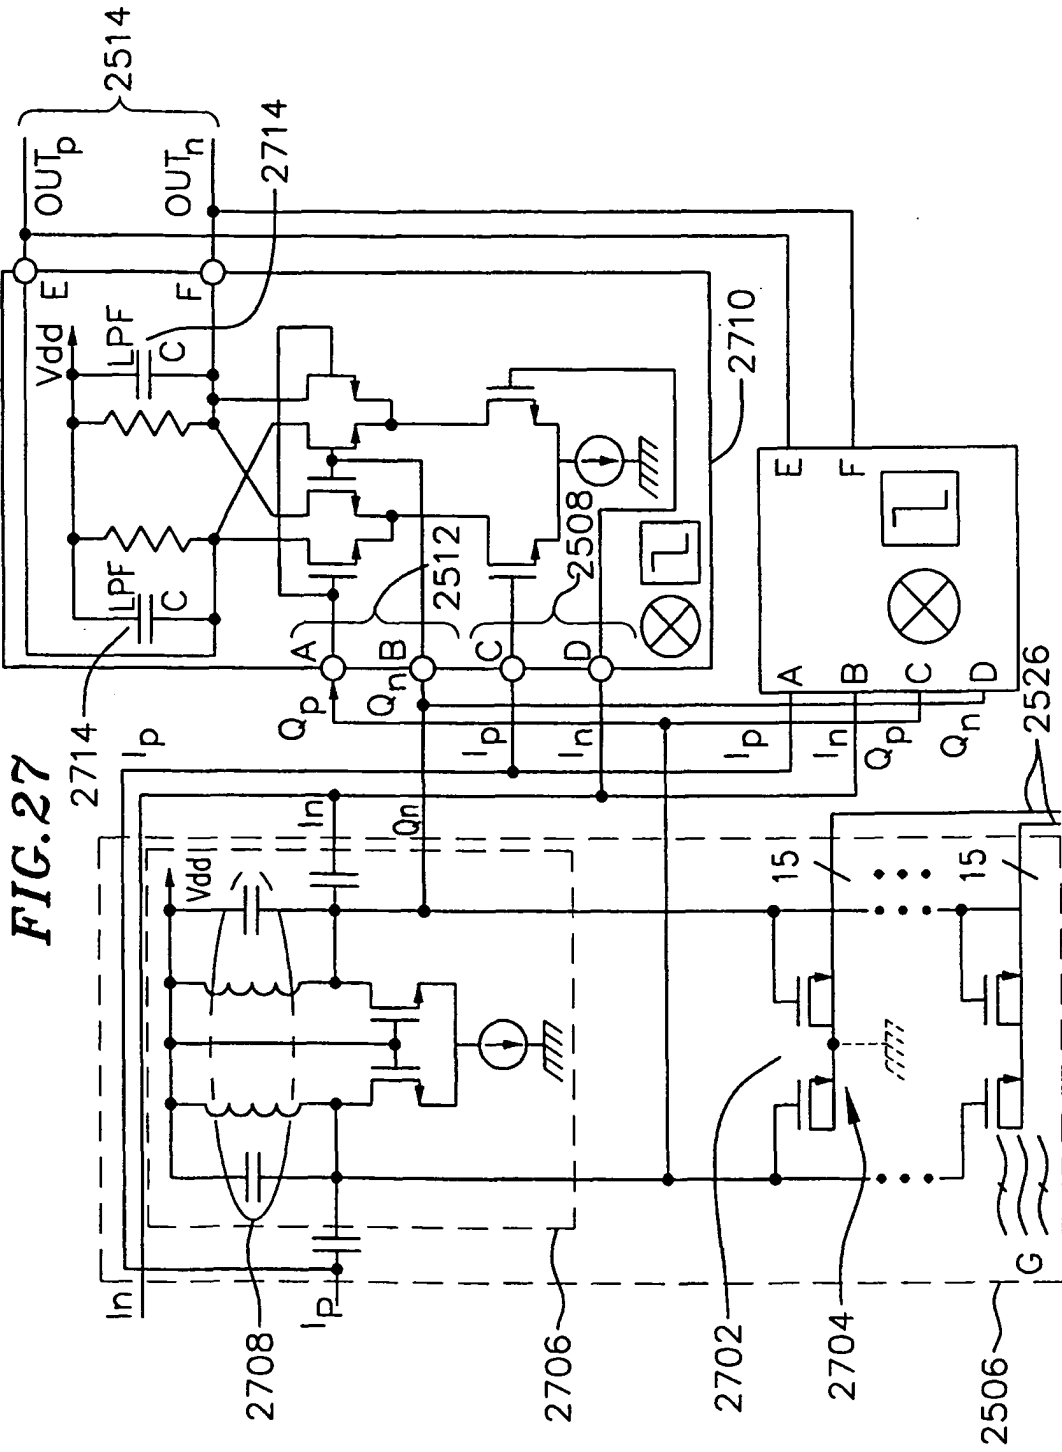 FIG.27
2514
OUTp
OUTn
2714
E
F
Vdd
LPF
C
LPF
C
2714
2710
2512
2508
A
B
C
D
Qp
Qn
Ip
In
Ip
In
Qn
Vdd
In
Ip
2708
2706
E
F
A
B
C
D
Ip
In
Qp
Qn
2526
15
15
2702
2704
G
2506